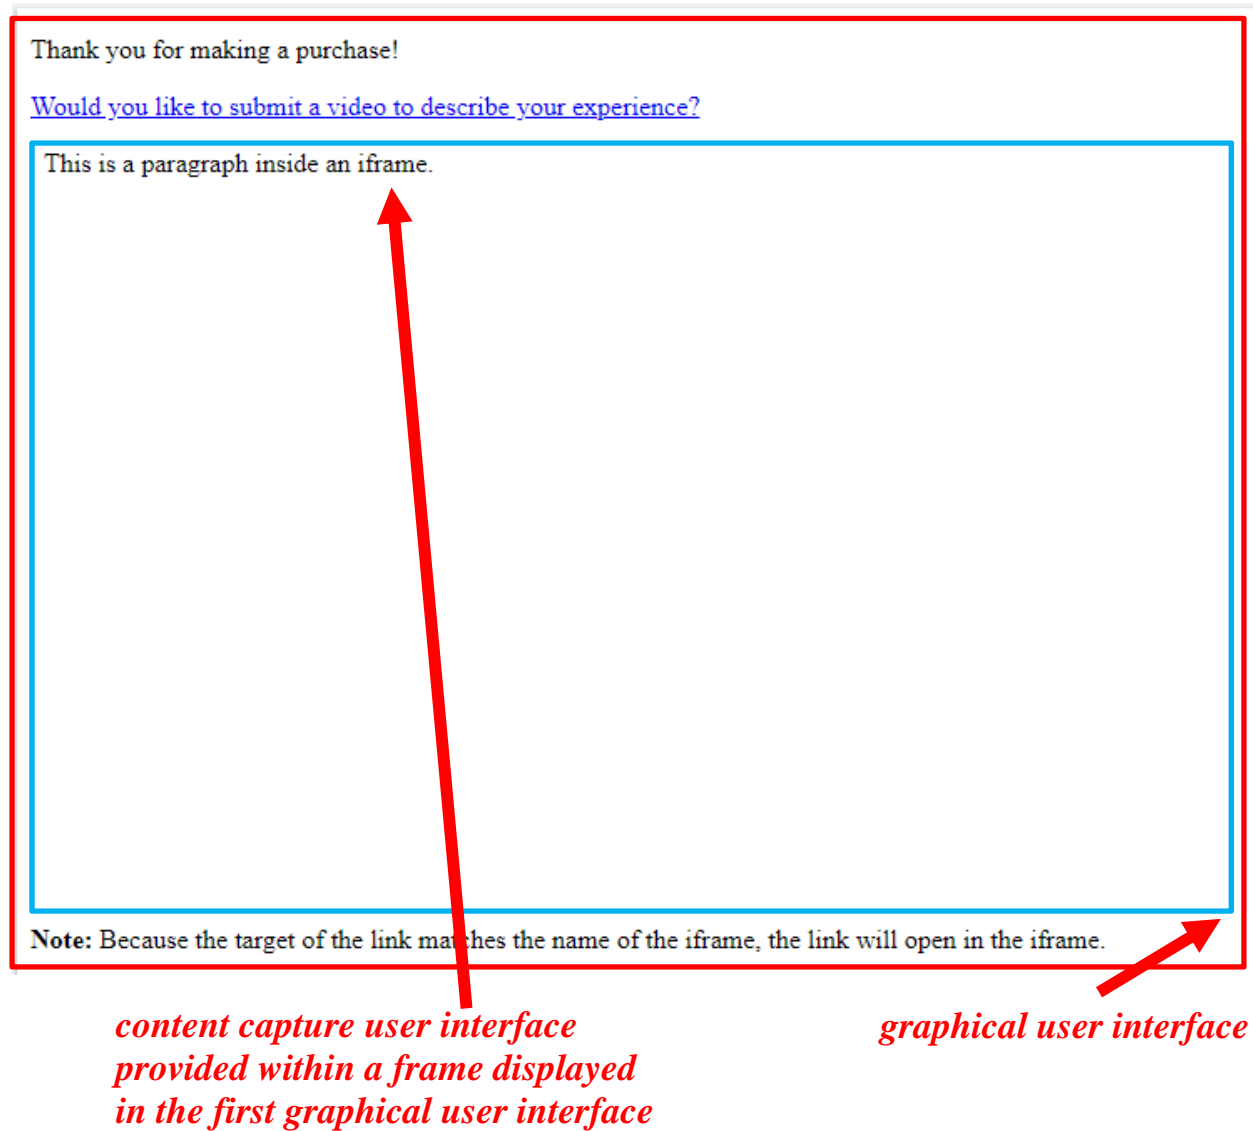 Thank you for making a purchase!
Would you like to submit a video to describe your experience?
This is a paragraph inside an iframe.
Note: Because the target of the link matches the name of the iframe, the link will open in the iframe.
content capture user interface
provided within a frame displayed
in the first graphical user interface
graphical user interface